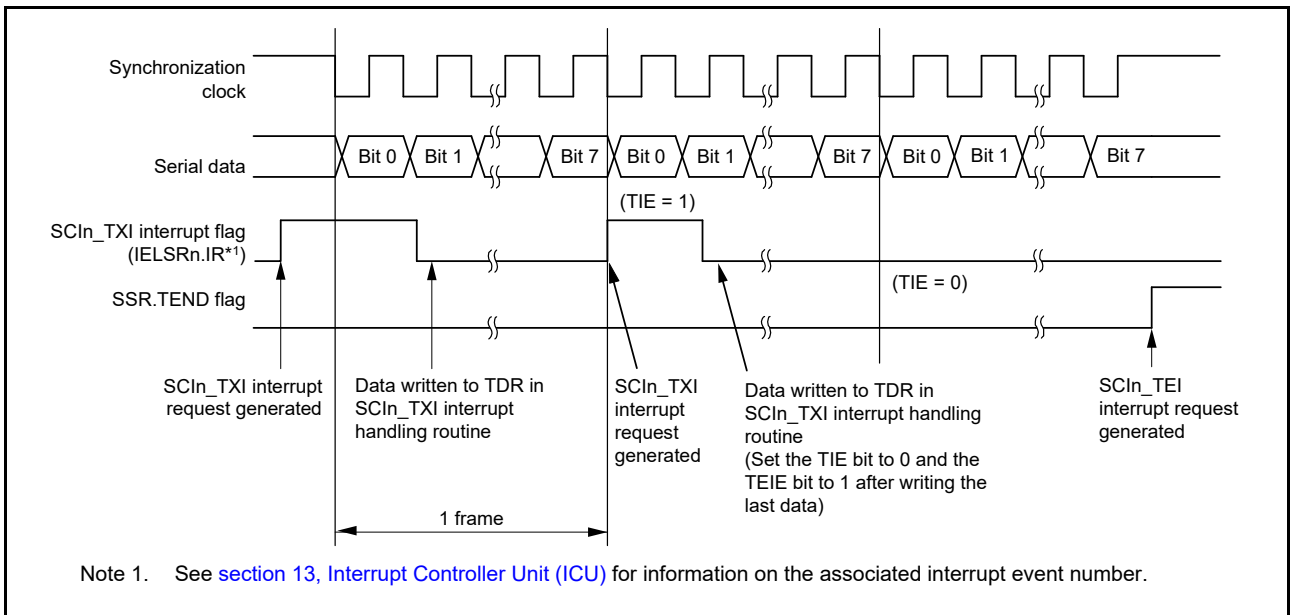 Synchronization
clock
Serial data
Bit 0 Bit 1 Bit 7 Bit 0 Bit 1 Bit 7 Bit 0 Bit 1 Bit 7
(TIE = 1)
SCIn_TXI interrupt flag
(IELSRn.IR*1)
(TIE = 0)
SSR.TEND flag
SCIn_TXI interrupt
request generated
Data written to TDR in
SCIn_TXI interrupt
handling routine
SCIn_TXI
interrupt
request
generated
Data written to TDR in
SCIn_TXI interrupt handling
routine
(Set the TIE bit to 0 and the
TEIE bit to 1 after writing the
last data)
SCIn_TEI
interrupt request
generated
1 frame
Note 1. See section 13, Interrupt Controller Unit (ICU) for information on the associated interrupt event number.